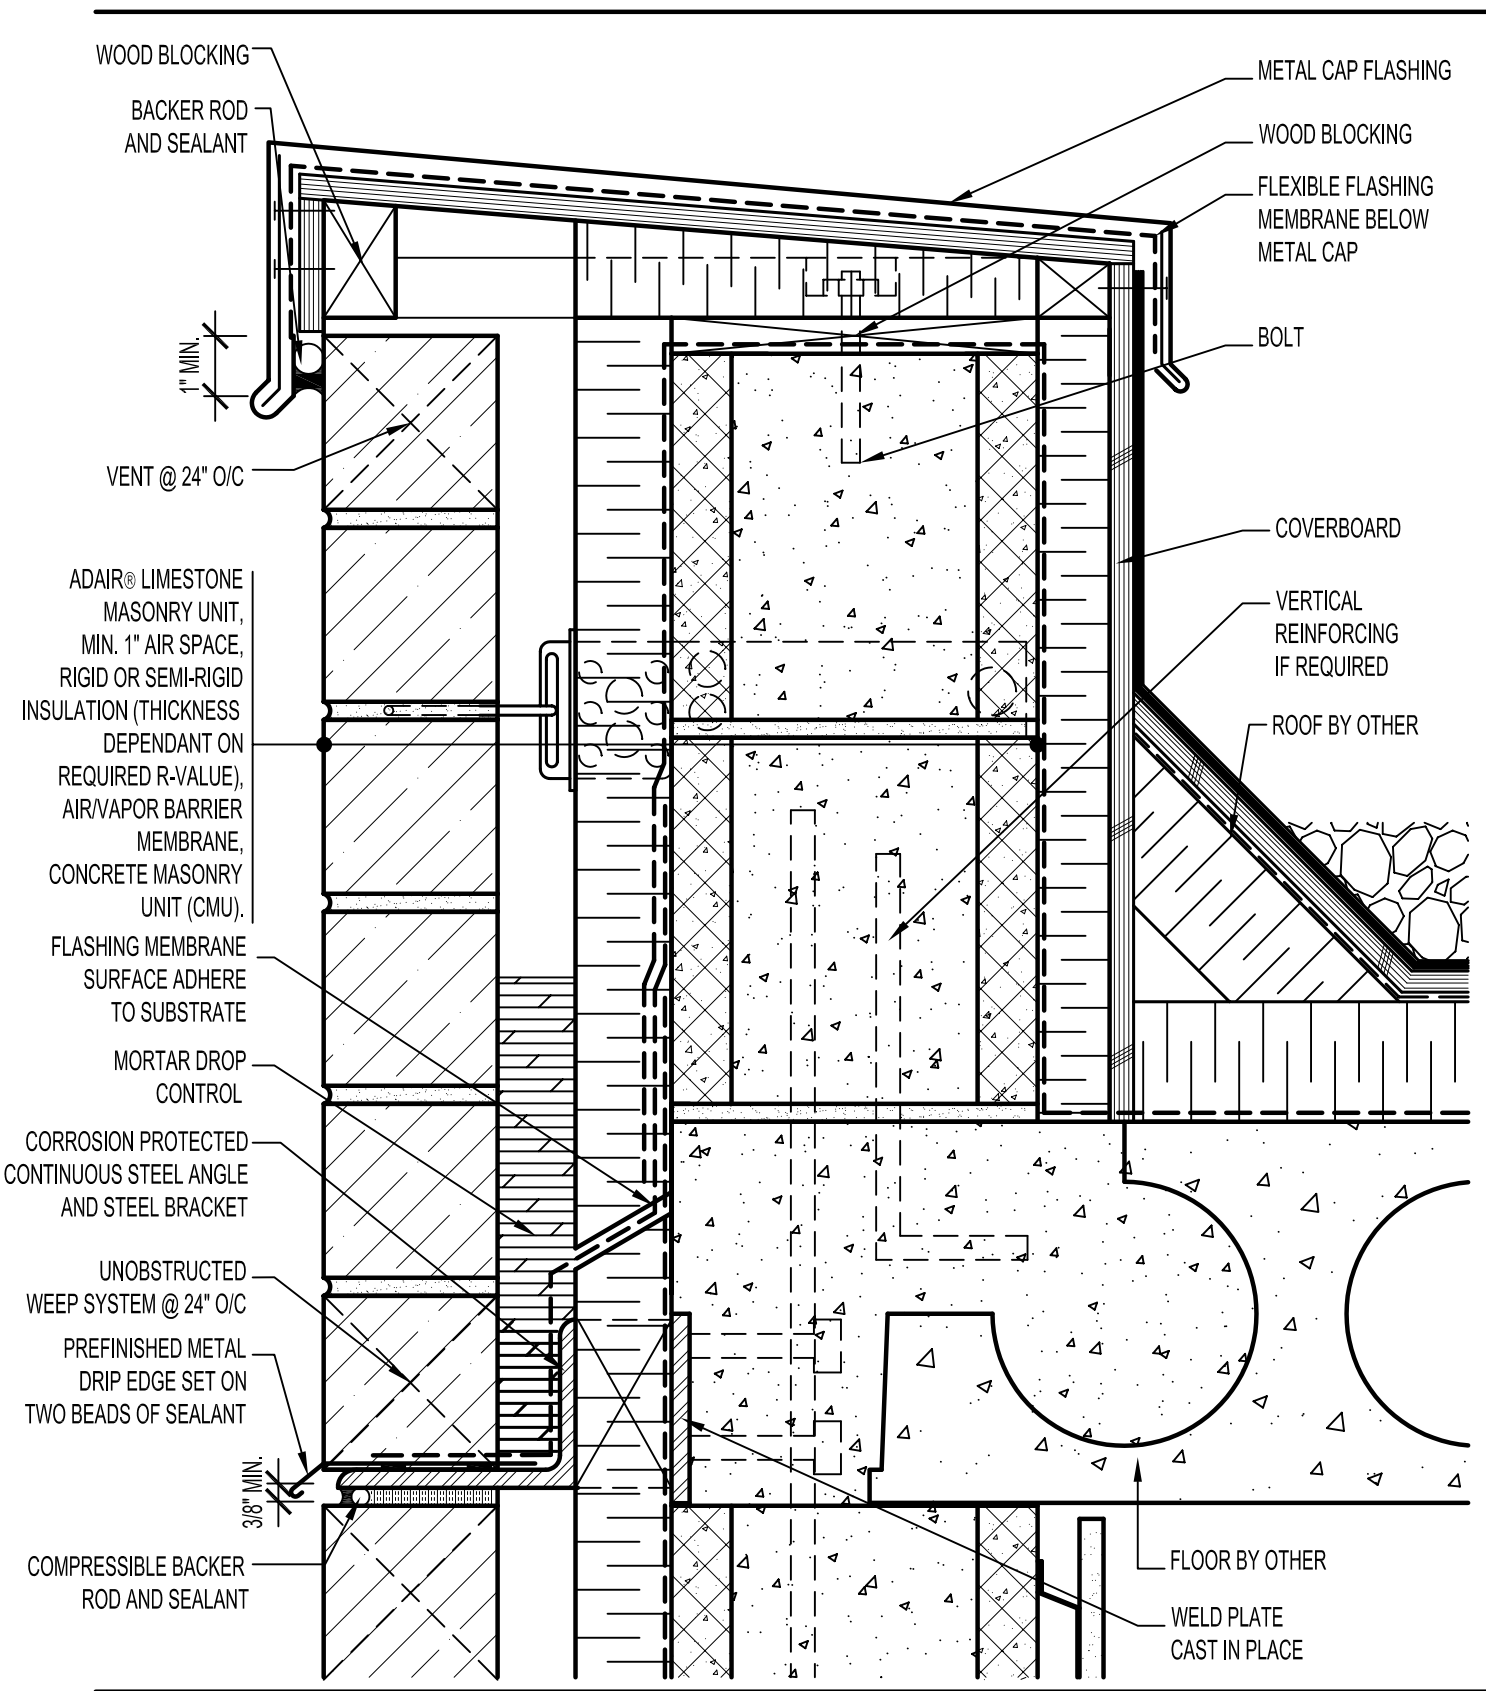 WOOD BLOCKING
BACKER ROD
AND SEALANT
1" MIN.
VENT @ 24" O/C
ADAIR® LIMESTONE
MASONRY UNIT,
MIN. 1" AIR SPACE,
RIGID OR SEMI-RIGID
INSULATION (THICKNESS
DEPENDANT ON
REQUIRED R-VALUE),
AIR/VAPOR BARRIER
MEMBRANE,
CONCRETE MASONRY
UNIT (CMU).
FLASHING MEMBRANE
SURFACE ADHERE
TO SUBSTRATE
MORTAR DROP
CONTROL
CORROSION PROTECTED
CONTINUOUS STEEL ANGLE
AND STEEL BRACKET
UNOBSTRUCTED
WEEP SYSTEM @ 24" O/C
PREFINISHED METAL
DRIP EDGE SET ON
TWO BEADS OF SEALANT
3/8" MIN.
COMPRESSIBLE BACKER
ROD AND SEALANT
METAL CAP FLASHING
WOOD BLOCKING
FLEXIBLE FLASHING
MEMBRANE BELOW
METAL CAP
BOLT
COVERBOARD
VERTICAL
REINFORCING
IF REQUIRED
ROOF BY OTHER
FLOOR BY OTHER
WELD PLATE
CAST IN PLACE